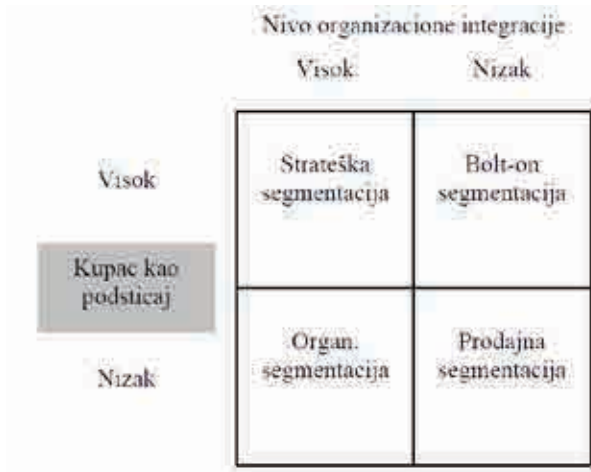 Nivo organizacione integracije
Visok Nizak
Visok
Strateška segmentacija
Bolt-on segmentacija
Kupac kao
podsticaj
Nizak
Organ. segmentacija
Prodajna segmentacija